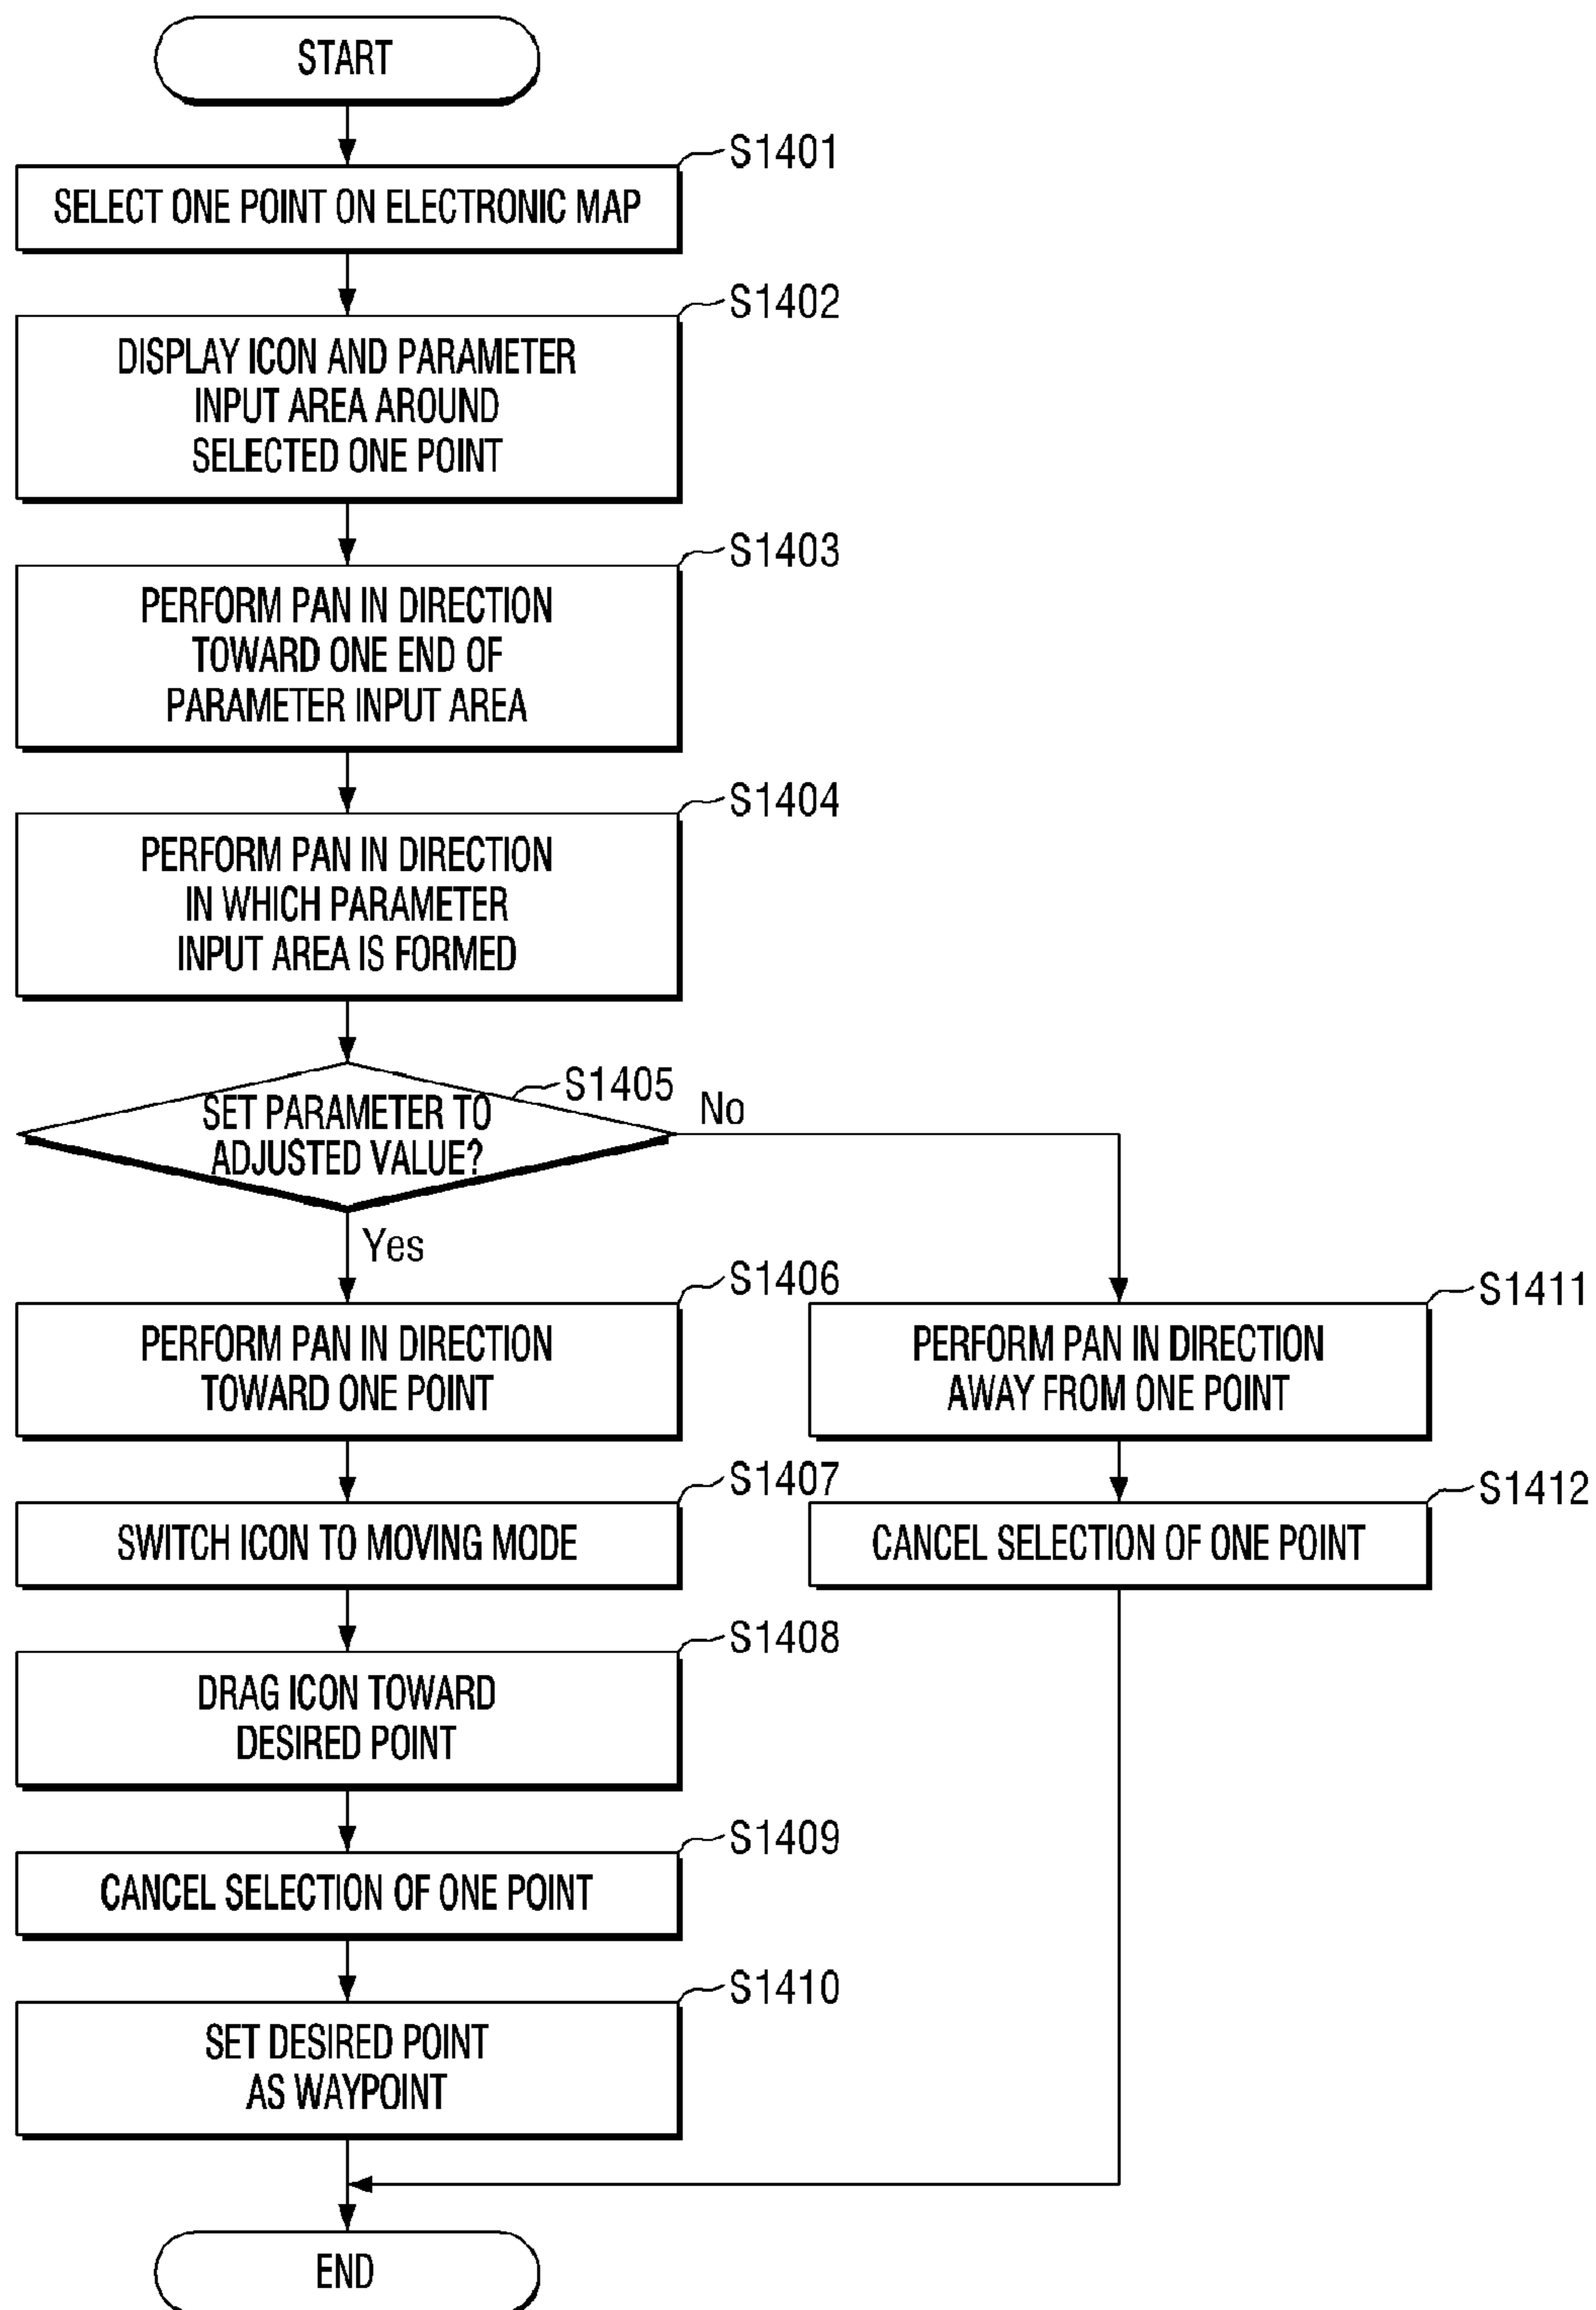 START
S1401
SELECT ONE POINT ON ELECTRONIC MAP
S1402
DISPLAY ICON AND PARAMETER
INPUT AREA AROUND
SELECTED ONE POINT
S1403
PERFORM PAN IN DIRECTION
TOWARD ONE END OF
PARAMETER INPUT AREA
S1404
PERFORM PAN IN DIRECTION
IN WHICH PARAMETER
INPUT AREA IS FORMED
S1405
SET PARAMETER TO
ADJUSTED VALUE?
No
Yes
S1406
PERFORM PAN IN DIRECTION
TOWARD ONE POINT
S1411
PERFORM PAN IN DIRECTION
AWAY FROM ONE POINT
S1407
SWITCH ICON TO MOVING MODE
S1412
CANCEL SELECTION OF ONE POINT
S1408
DRAG ICON TOWARD
DESIRED POINT
S1409
CANCEL SELECTION OF ONE POINT
S1410
SET DESIRED POINT
AS WAYPOINT
END